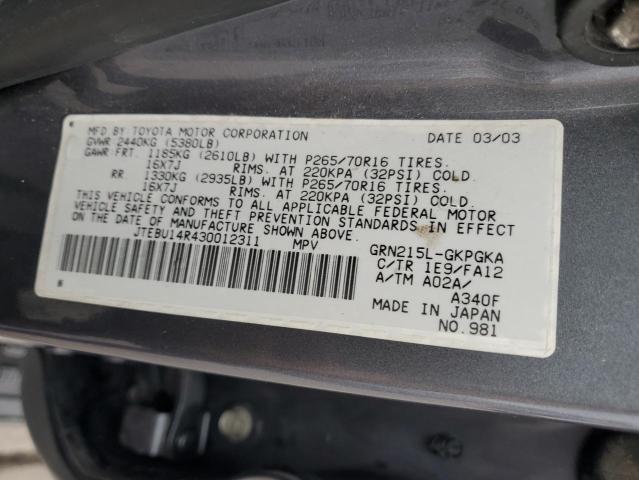 MFD BY TOYOTA MOTOR CORPORATION DATE 03/03
GVWR 2440KG (5380LB)
GAWR: FRT. 1185KG (2610LB) WITH P265/70R16 TIRES.
16X7J RIMS. AT 220KPA (32PSI) COLD
RR 1330KG (2935LB) WITH P265/70R16 TIRES.
16X7J RIMS. AT 220KPA (32PSI) COLD.
THIS VEHICLE CONFORMS TO ALL APPLICABLE FEDERAL MOTOR
VEHICLE SAFETY AND THEFT PREVENTION STANDARDS IN EFFECT
ON THE DATE OF MANUFACTURE SHOWN ABOVE.
JTEBU14R430012311 MPV GRN215L-GKPGKA
C/TR 1E9/FA12
A/TM A02A/
A340F
MADE IN JAPAN
NO.981